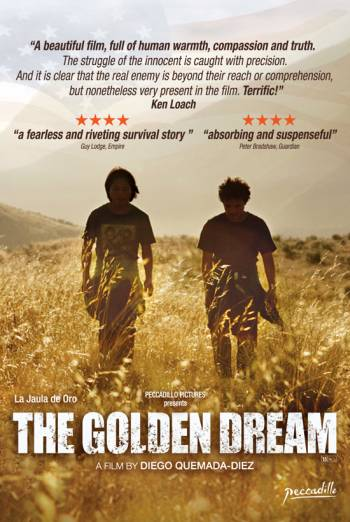 “A beautiful film, full of human warmth, compassion and truth.
The struggle of the innocent is caught with precision.
And it is clear that the real enemy is beyond their reach or comprehension,
but nonetheless very present in the film. Terrific!”
Ken Loach
★★★★ ★★★★
“a fearless and riveting survival story ” “absorbing and suspenseful”
Guy Lodge, Empire Peter Bradshaw, Guardian
La Jaula de Oro
PECCADILLO PICTURES
presents
THE GOLDEN DREAM
A FILM BY DIEGO QUEMADA-DIEZ
peccadillo